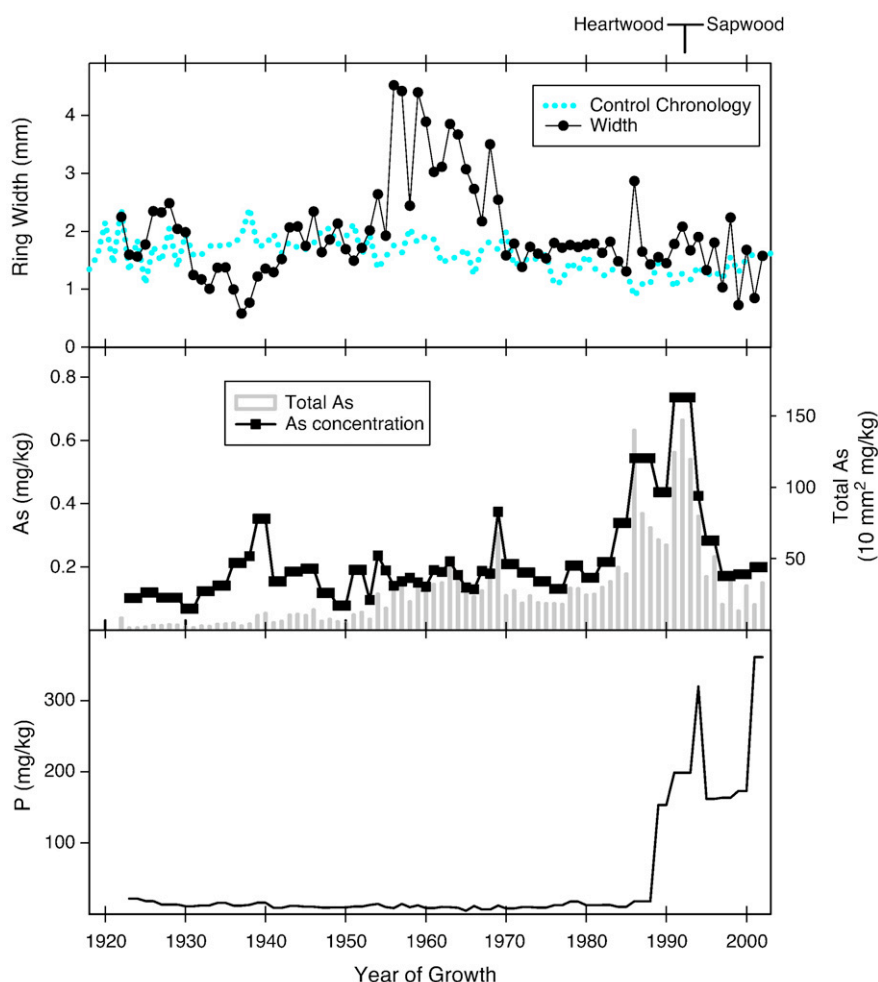 Heartwood Sapwood
Ring Width (mm)
4
3
2
1
0
Control Chronology
Width
As (mg/kg)
0.8
0.6
0.4
0.2
Total As
As concentration
150
100
50
Total As
(10 mm² mg/kg)
P (mg/kg)
300
200
100
1920 1930 1940 1950 1960 1970 1980 1990 2000
Year of Growth